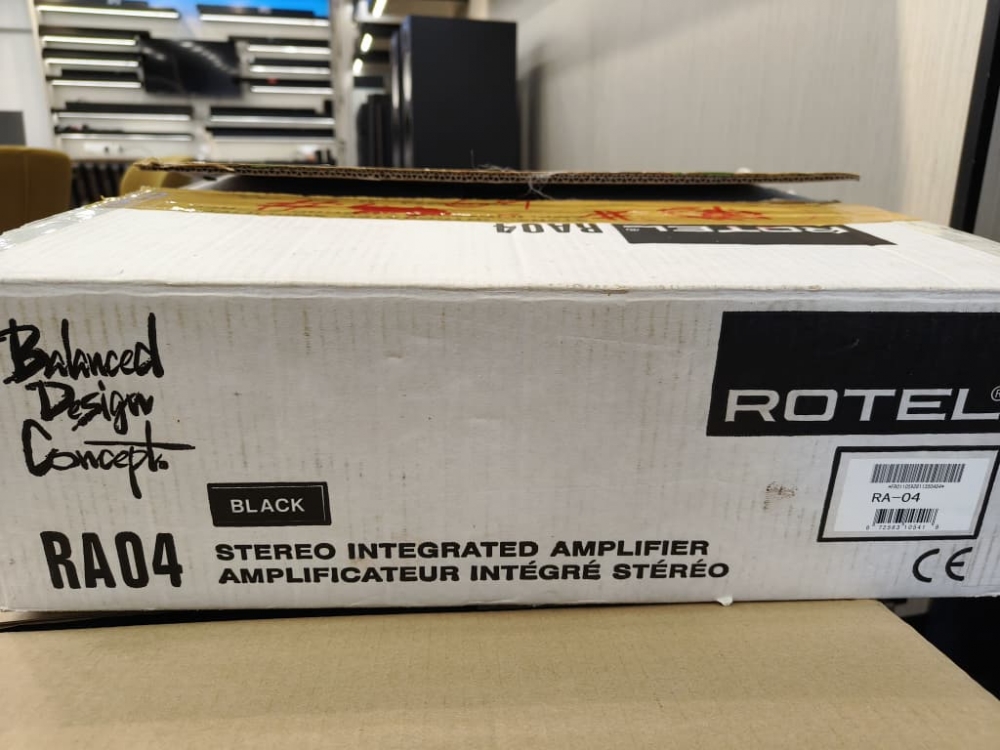 RA04 ROTEL
Balanced
Design
Concept.
ROTEL®
BLACK
RA-04
RA04
STEREO INTEGRATED AMPLIFIER
AMPLIFICATEUR INTÉGRÉ STÉRÉO
CE